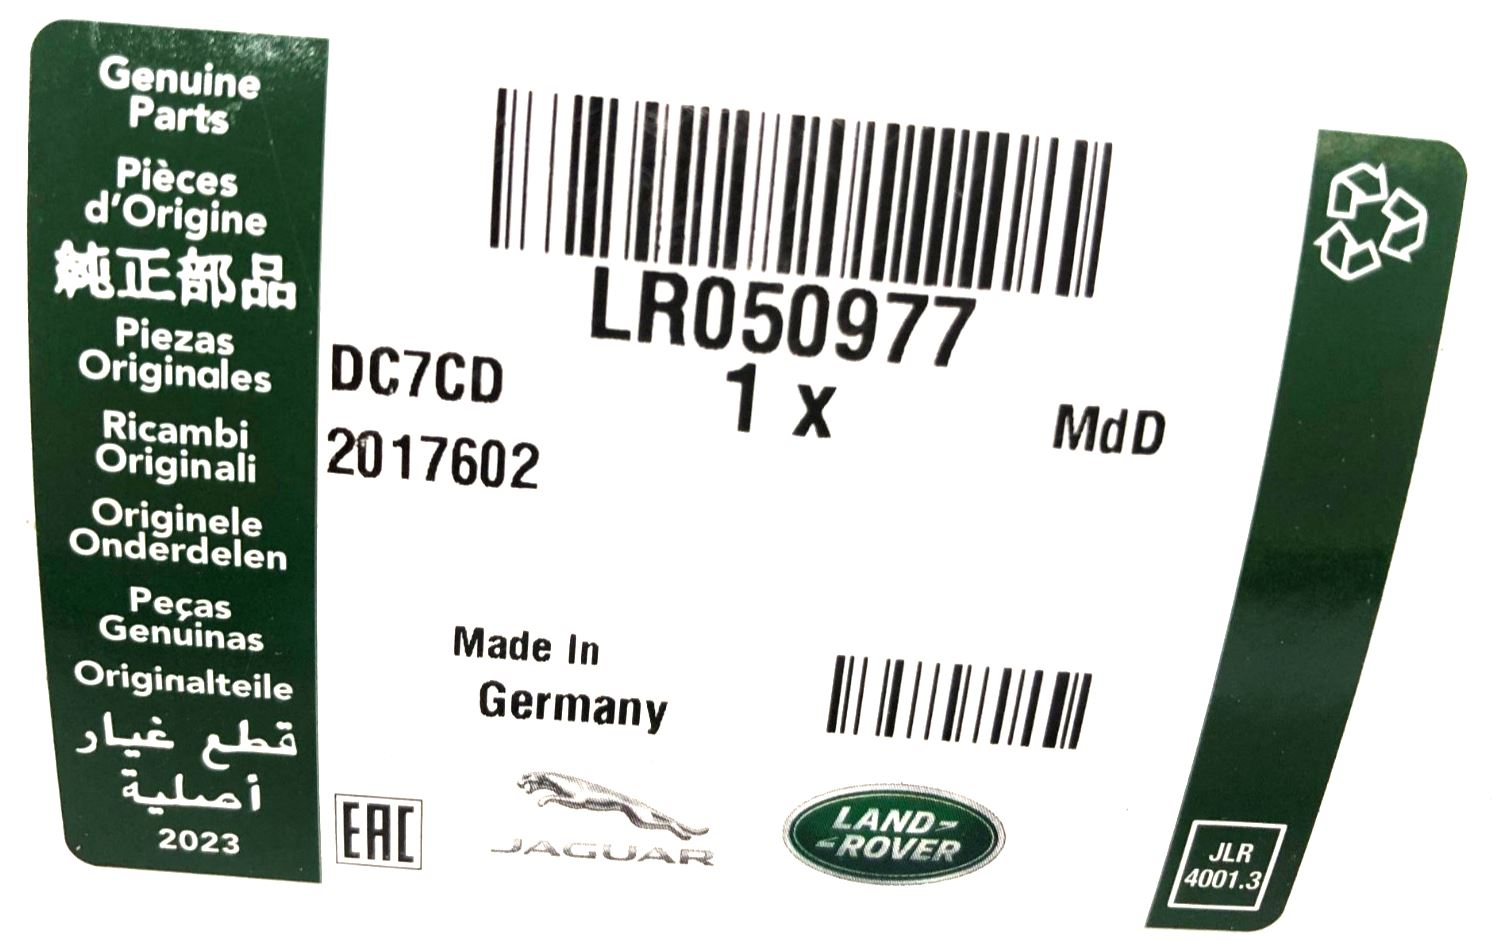 Genuine
Parts
Pièces
d'Origine
純正部品
Piezas
Originales
Ricambi
Originali
Originele
Onderdelen
Peças
Genuinas
Originalteile
قطع غيار
أصلية
2023
LR050977
1 x
DC7CD
MdD
2017602
Made In
Germany
EAC
JAGUAR
LAND
ROVER
JLR
4001.3